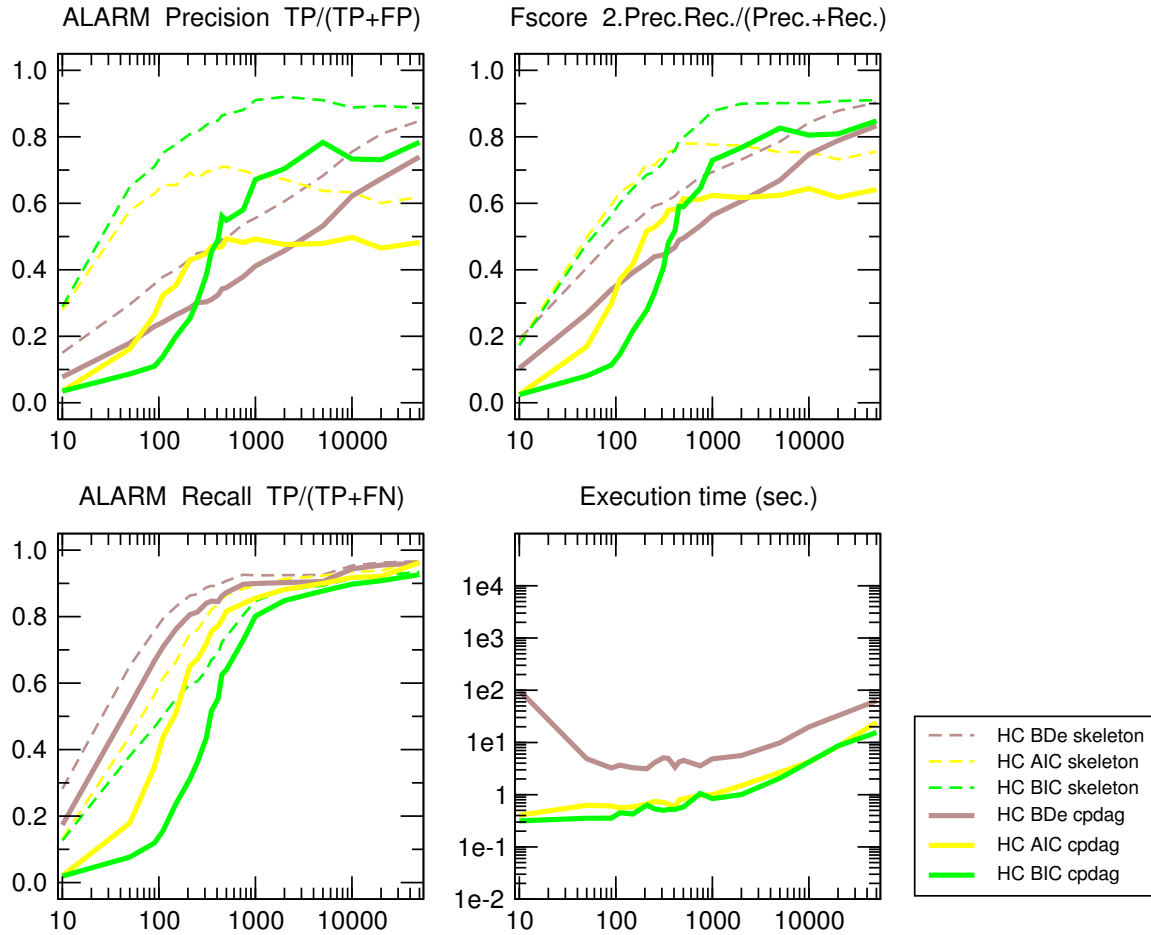 ALARM Precision TP/(TP+FP)
1.0
0.8
0.6
0.4
0.2
0.0
10 100 1000 10000
Fscore 2.Prec.Rec./(Prec.+Rec.)
1.0
0.8
0.6
0.4
0.2
0.0
10 100 1000 10000
ALARM Recall TP/(TP+FN)
1.0
0.8
0.6
0.4
0.2
0.0
10 100 1000 10000
Execution time (sec.)
1e4
1e3
1e2
1e1
1
1e-1
1e-2
10 100 1000 10000
HC BDe skeleton
HC AIC skeleton
HC BIC skeleton
HC BDe cpdag
HC AIC cpdag
HC BIC cpdag